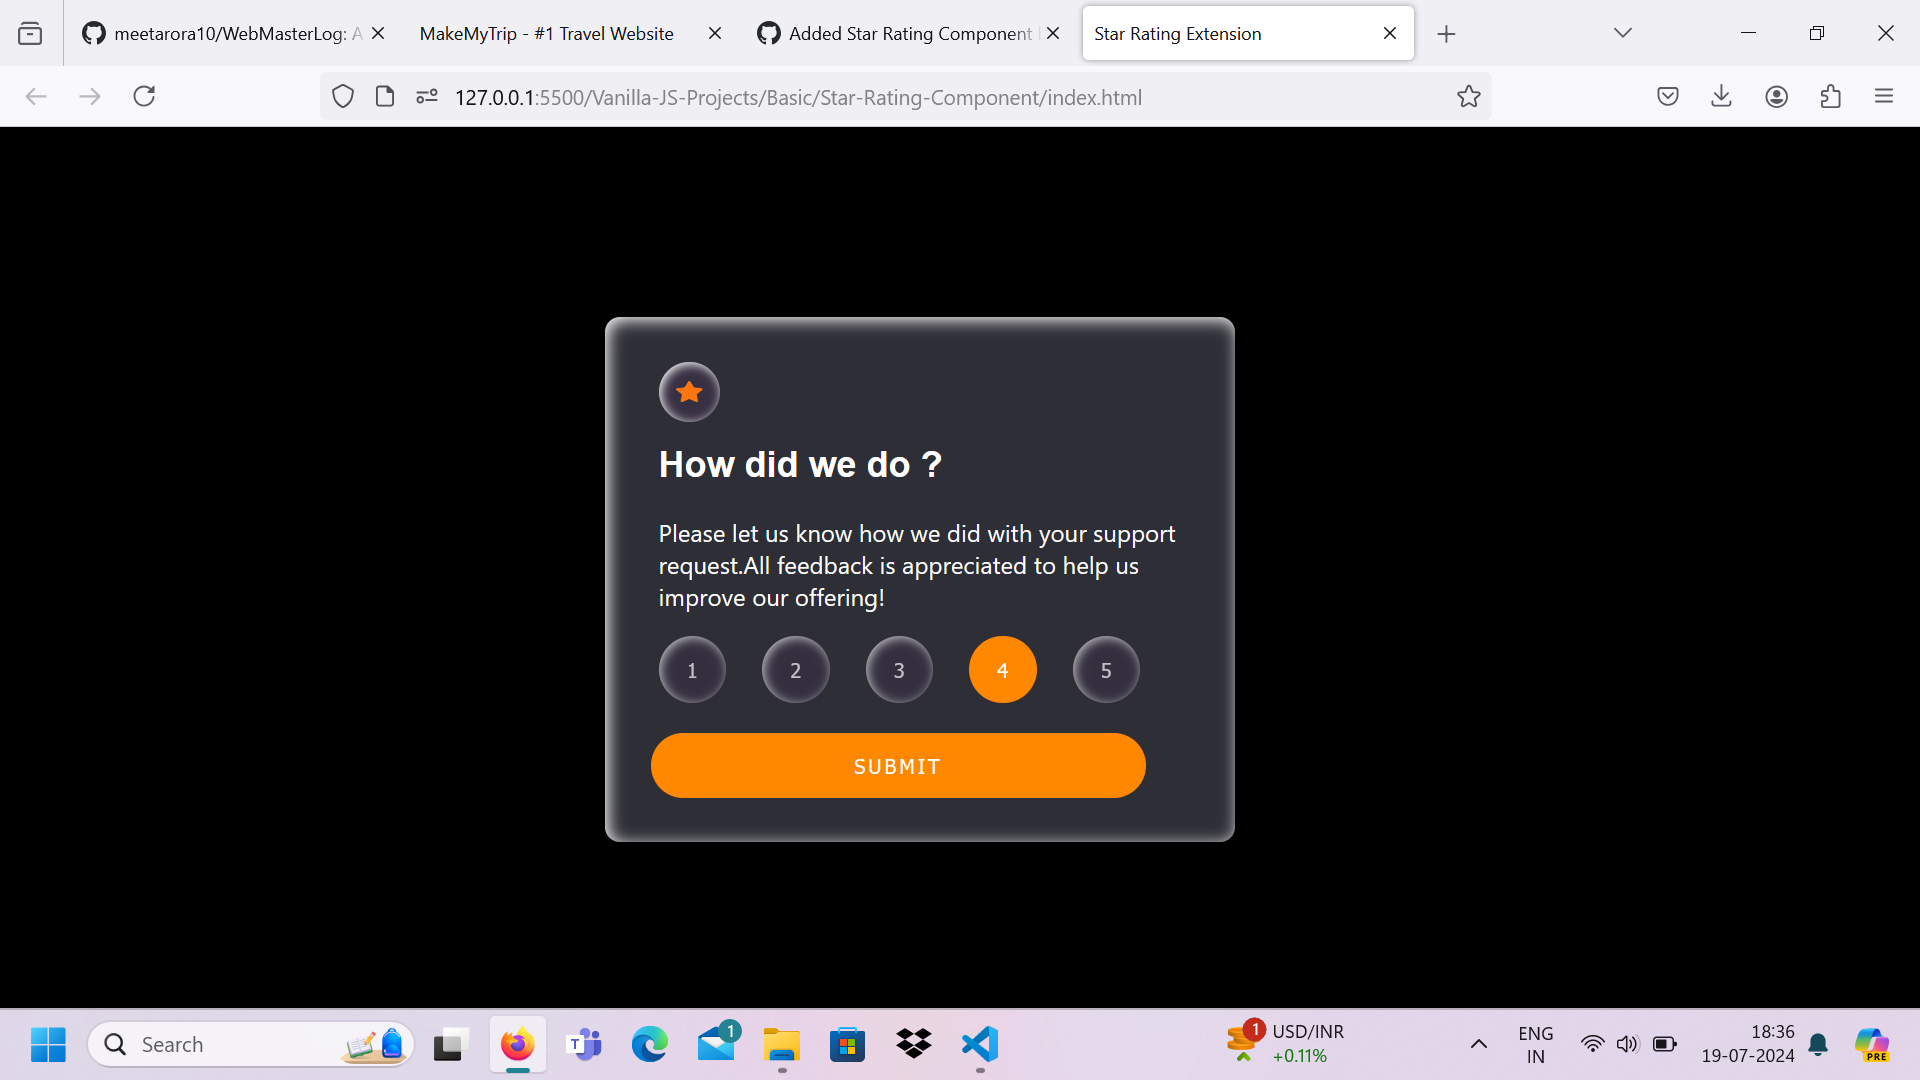 meetarora10/WebMasterLog: A
MakeMyTrip - #1 Travel Website
Added Star Rating Component
Star Rating Extension
127.0.0.1:5500/Vanilla-JS-Projects/Basic/Star-Rating-Component/index.html
How did we do ?
Please let us know how we did with your support
request.All feedback is appreciated to help us
improve our offering!
1 2 3 4 5
SUBMIT
Search
T
1
1
USD/INR
+0.11%
ENG
IN
18:36
19-07-2024
PRE